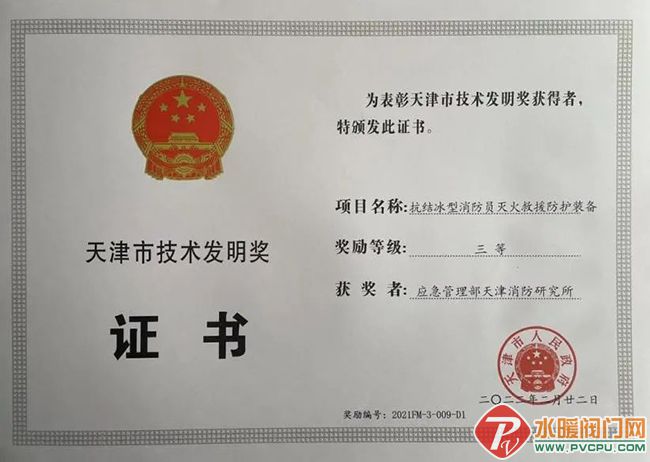 为表彰天津市技术发明奖获得者，
特颁发此证书。
项目名称:抗结冰型消防员灭火救援防护装备
奖励等级:三等
获奖者:应急管理部天津消防研究所
天津市技术发明奖
证书
天津市人民政府
二〇二二年二月廿二日
奖励编号: 2021FM-3-009-D1
水暖阀门网
WWW.PVCPU.COM